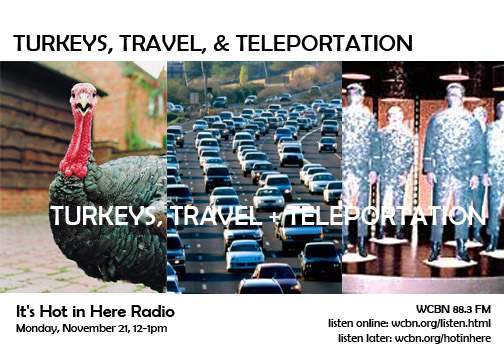 TURKEYS, TRAVEL, & TELEPORTATION
TURKEYS, TRAVEL + TELEPORTATION
It's Hot in Here Radio
Monday, November 21, 12-1pm
WCBN 88.3 FM
listen online: wcbn.org/listen.html
listen later: wcbn.org/hotinhere